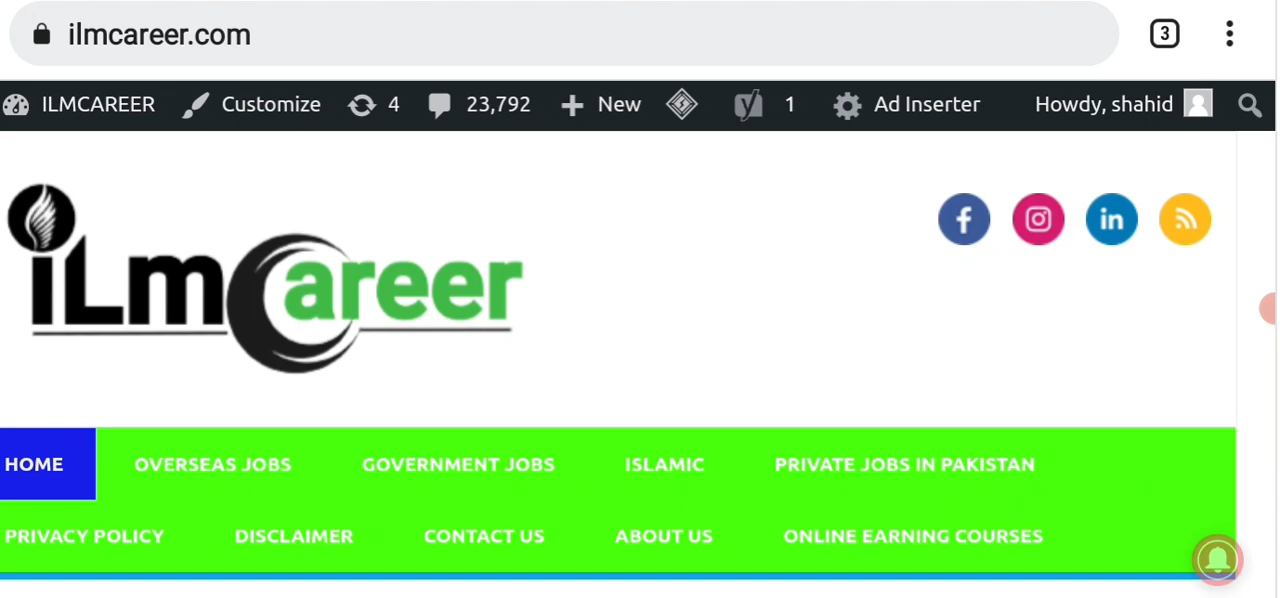 ilmcareer.com 3
ILMCAREER Customize 4 23,792 New 1 Ad Inserter Howdy, shahid
iLmCareer
HOME OVERSEAS JOBS GOVERNMENT JOBS ISLAMIC PRIVATE JOBS IN PAKISTAN
PRIVACY POLICY DISCLAIMER CONTACT US ABOUT US ONLINE EARNING COURSES